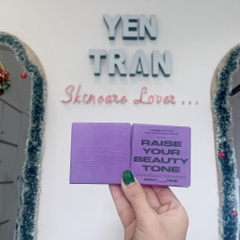 YEN
TRAN
Skincare Lover...
RAISE
YOUR
BEAUTY
TONE